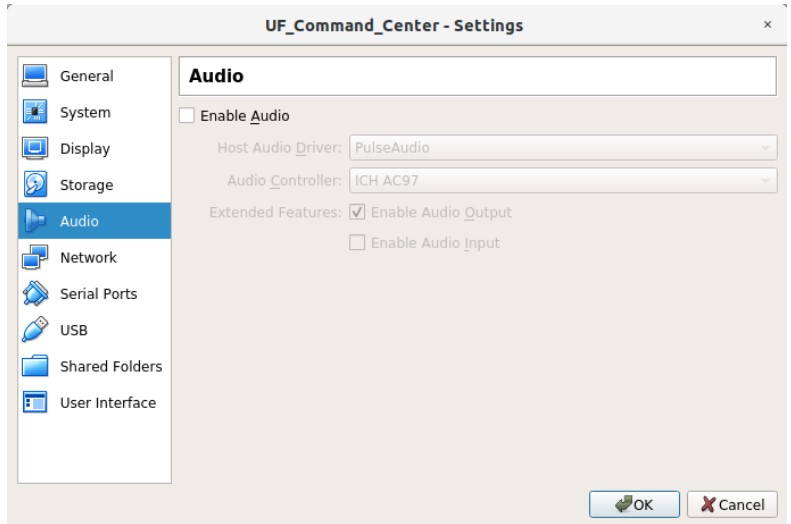 UF_Command_Center - Settings
General
System
Display
Storage
Audio
Network
Serial Ports
USB
Shared Folders
User Interface
Audio
Enable Audio
Host Audio Driver: PulseAudio
Audio Controller: ICH AC97
Extended Features: Enable Audio Output
Enable Audio Input
OK Cancel